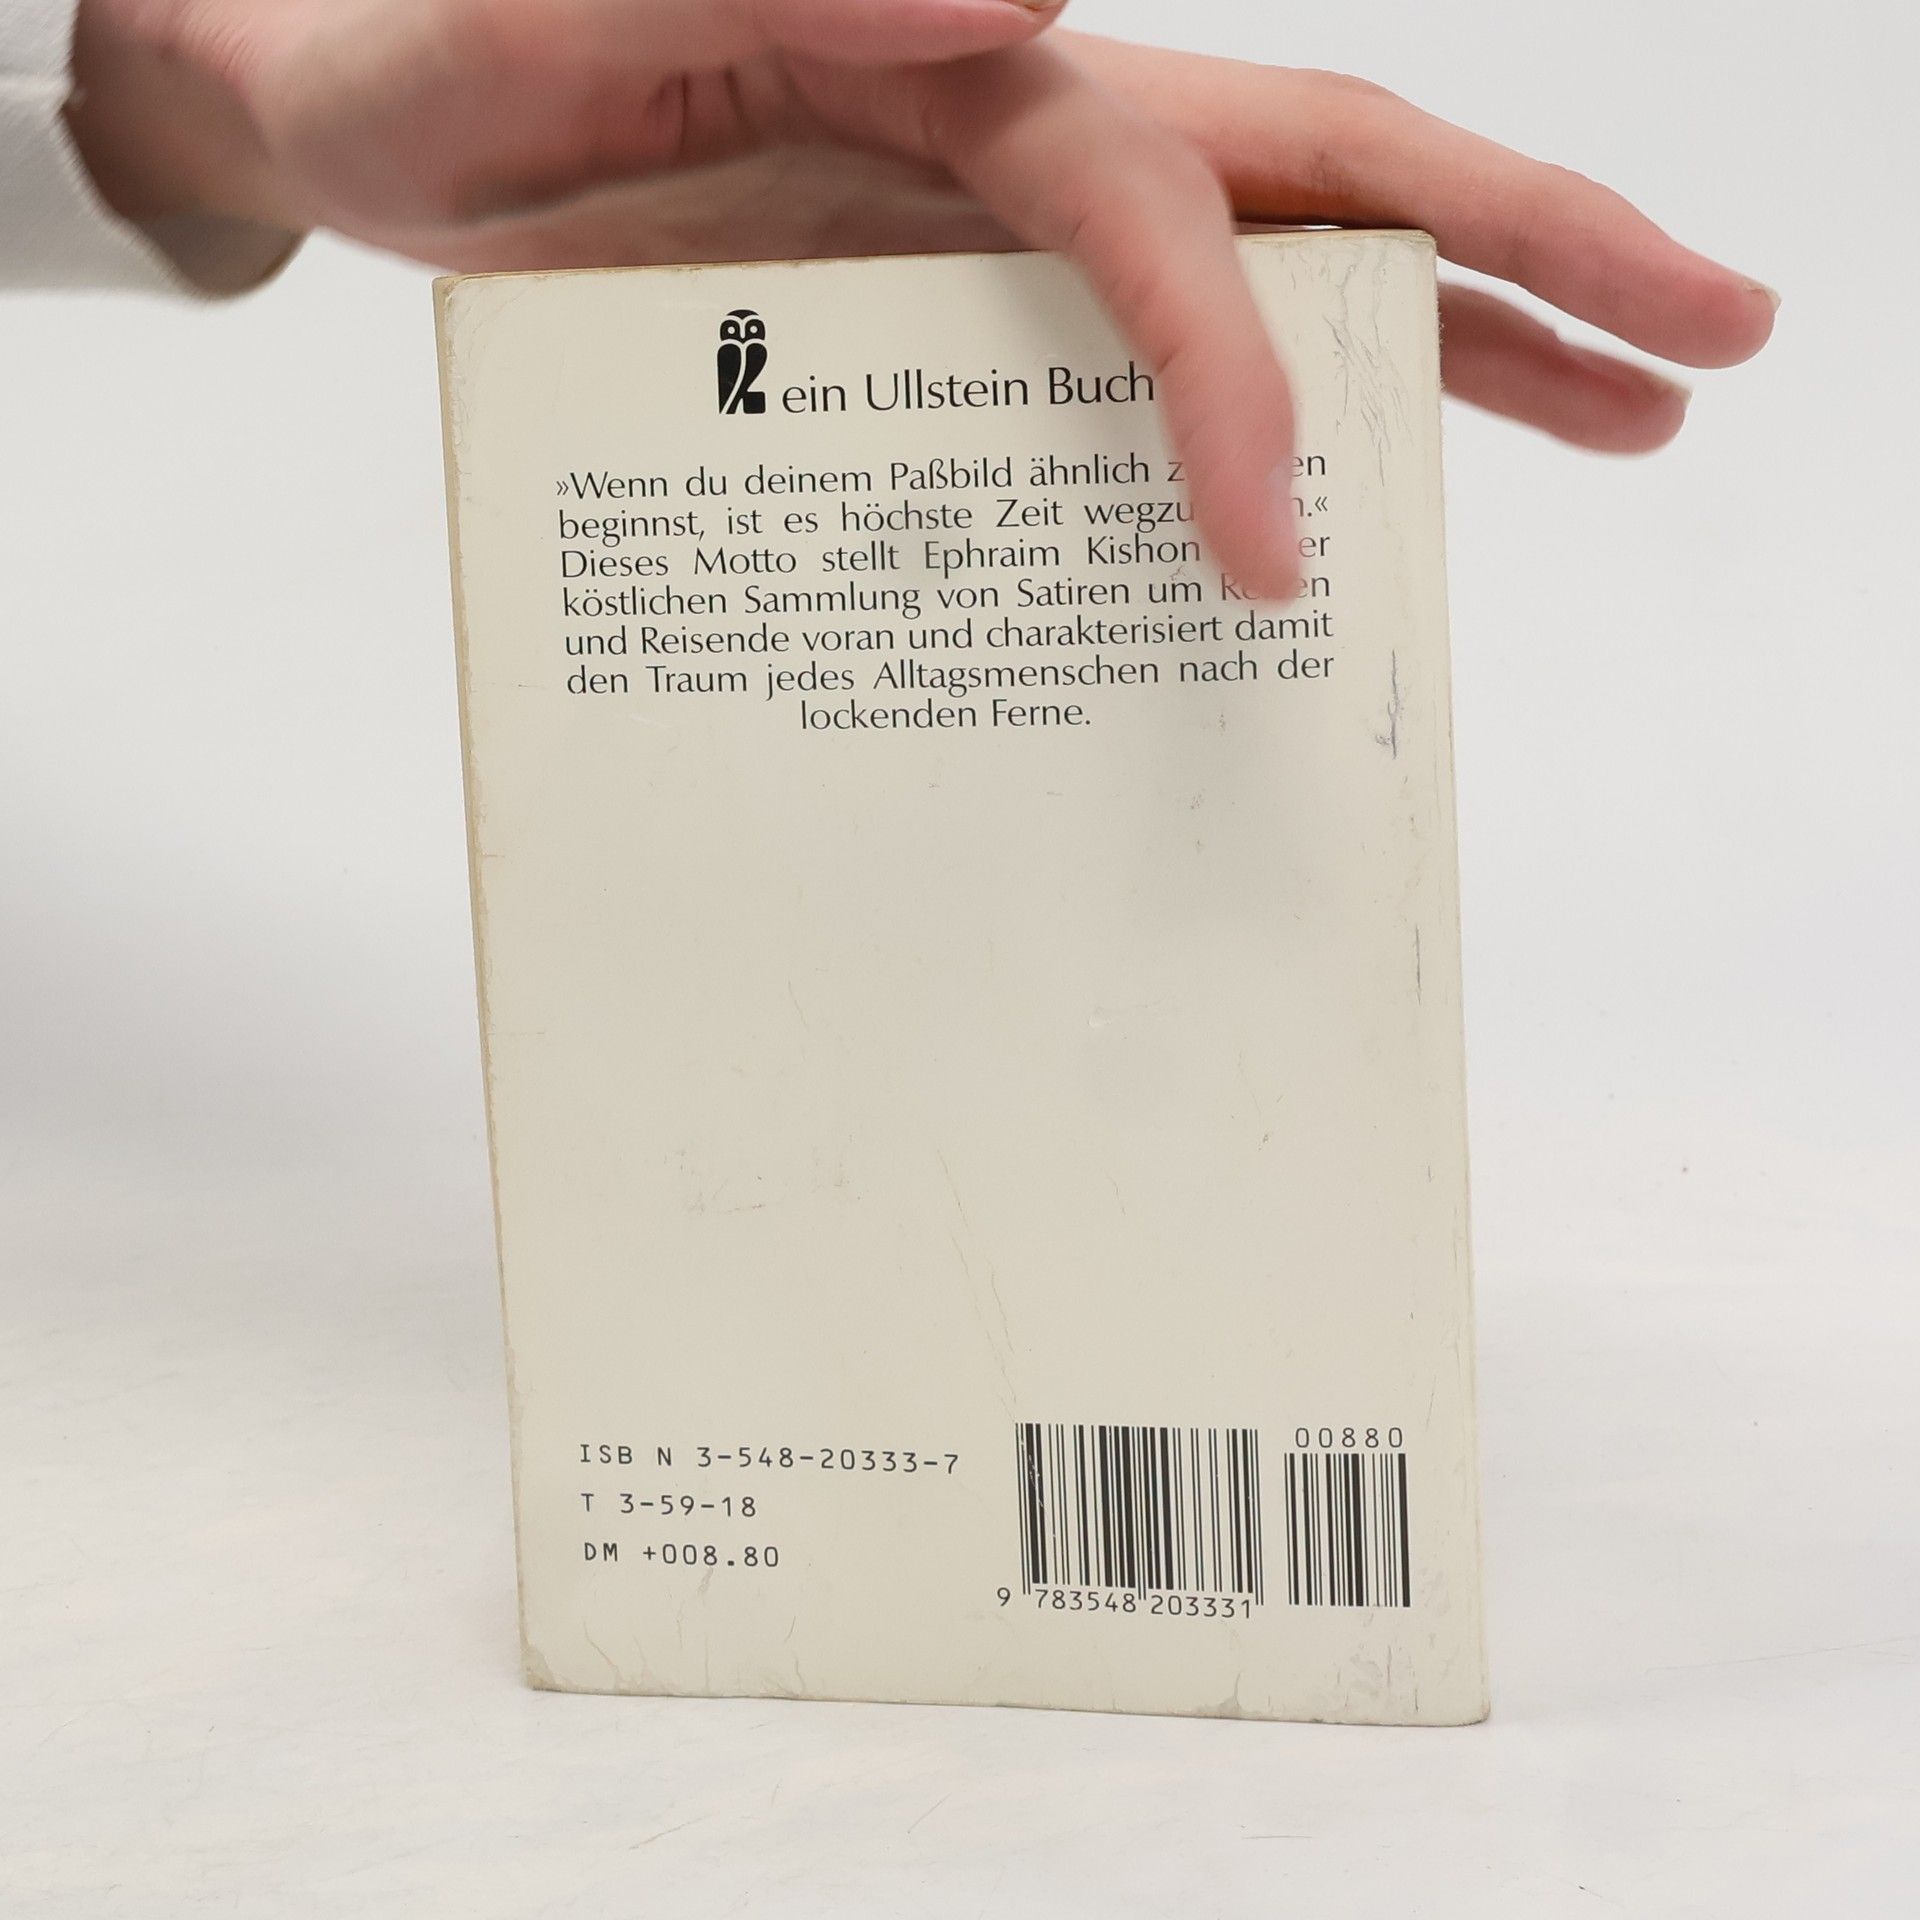 ein Ullstein Buch
»Wenn du deinem Paßbild ähnlich
beginnst, ist es höchste Zeit
Dieses Motto stellt Ephraim Kishon
köstlichen Sammlung von Satiren um
und Reisende voran und charakterisiert damit
den Traum jedes Alltagsmenschen nach der
lockenden Ferne.
ISB N 3-548-20333-7
T 3-59-18
DM +008.80
00880
9 783548 203331